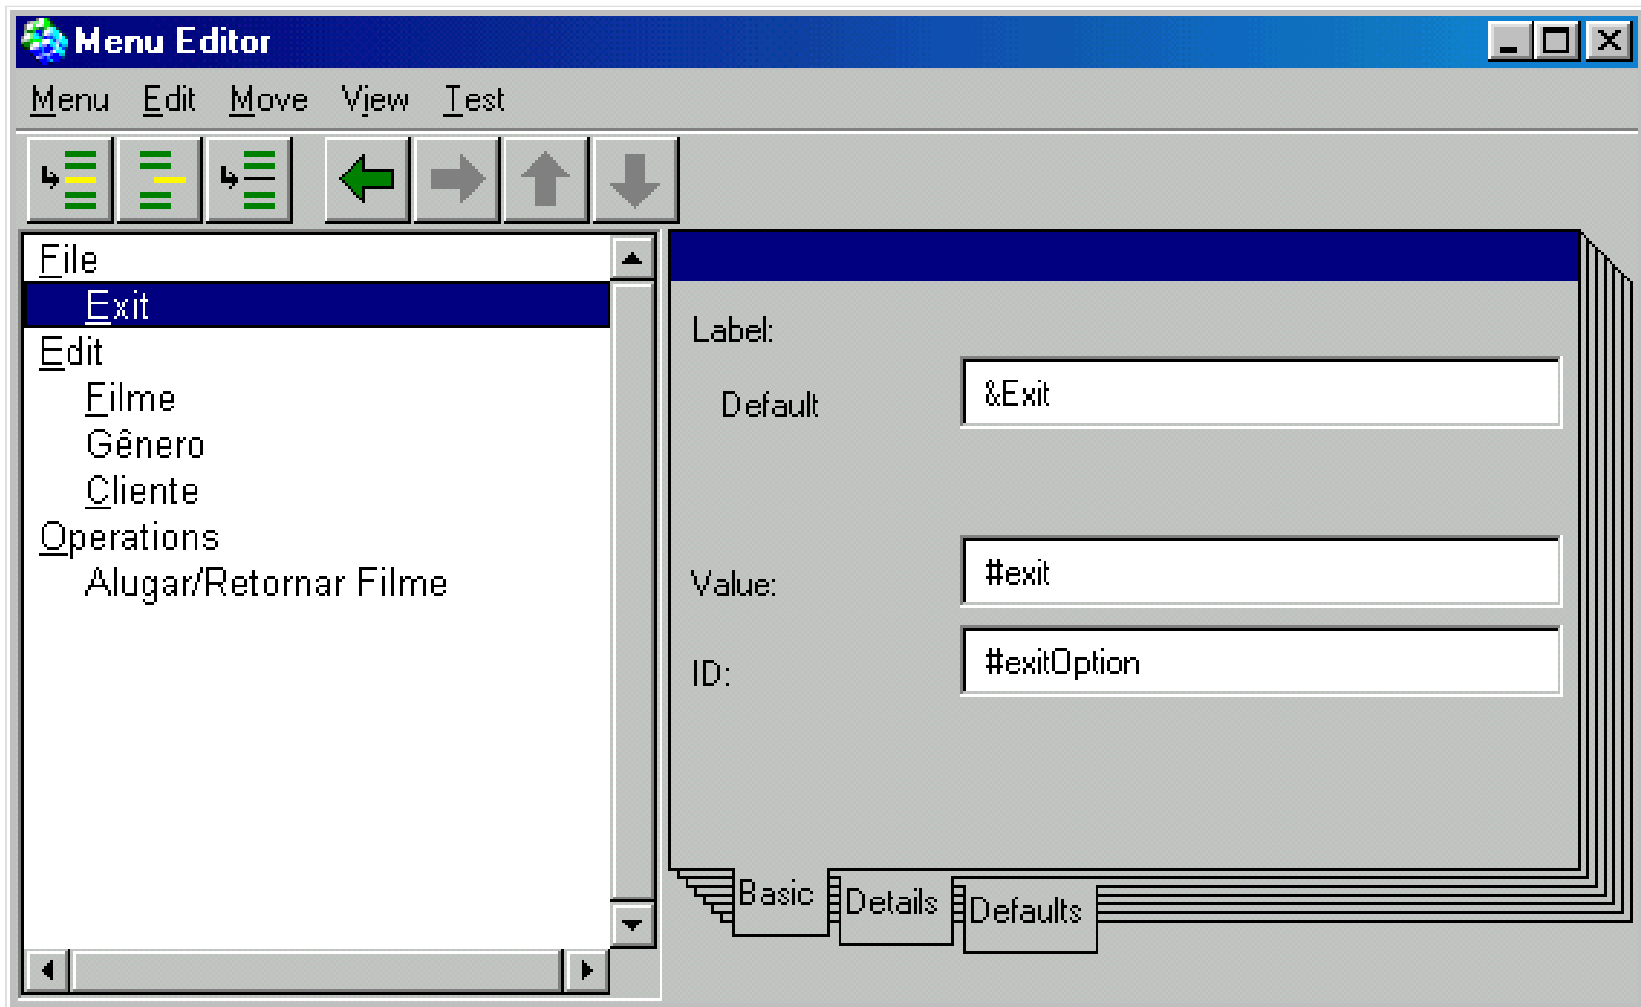 Menu Editor
Menu Edit Move View Test
File
Exit
Edit
Filme
Gênero
Cliente
Operations
Alugar/Retornar Filme
Label:
Default &Exit
Value: #exit
ID: #exitOption
Basic Details Defaults